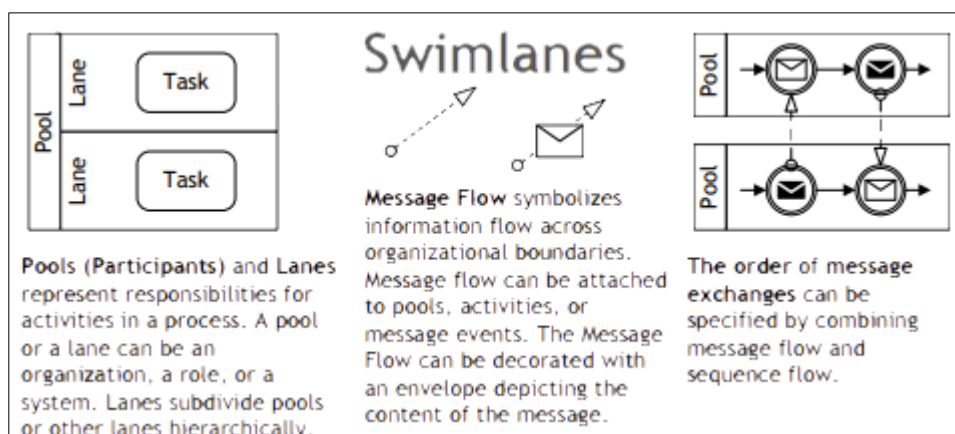 Swimlanes
Pool
Lane
Task
Lane
Task
Pools (Participants) and Lanes
represent responsibilities for
activities in a process. A pool
or a lane can be an
organization, a role, or a
system. Lanes subdivide pools
or other lanes hierarchically.
Message Flow symbolizes
information flow across
organizational boundaries.
Message flow can be attached
to pools, activities, or
message events. The Message
Flow can be decorated with
an envelope depicting the
content of the message.
Pool
Pool
The order of message
exchanges can be
specified by combining
message flow and
sequence flow.